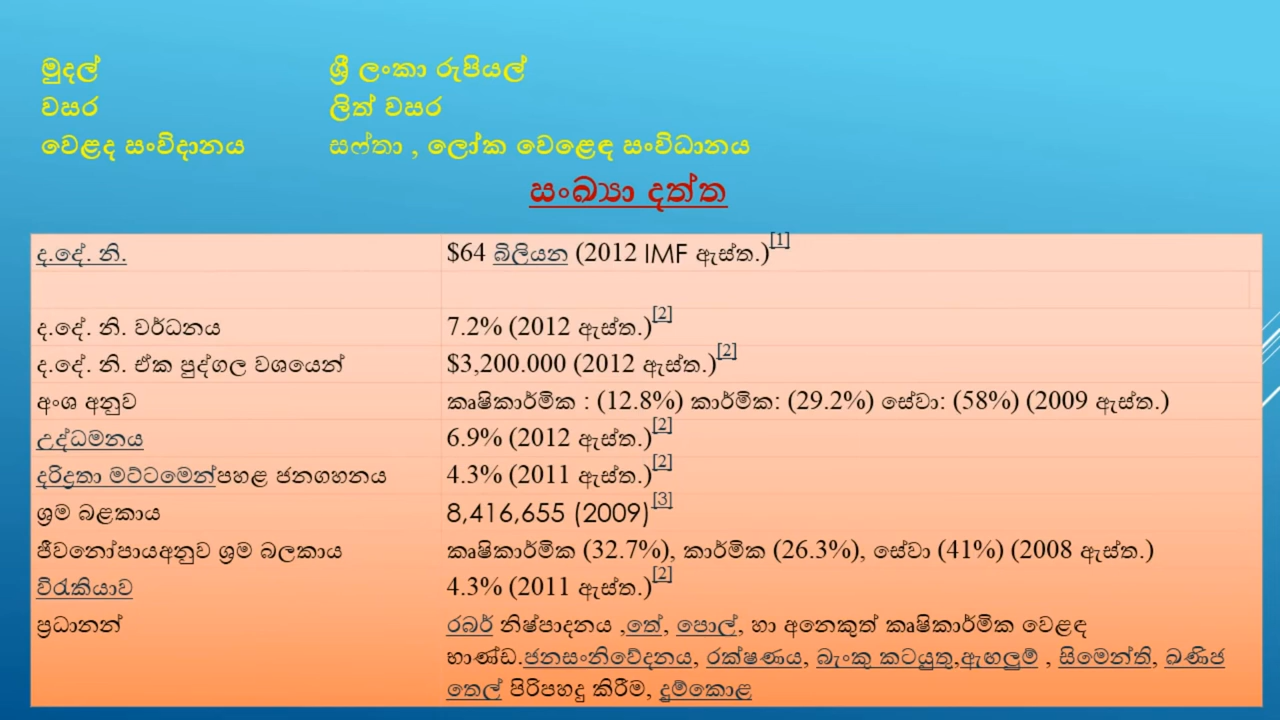 මුදල් ශ්‍රී ලංකා රුපියල්
වසර ලිත් වසර
වෙළද සංවිදානය සෆ්තා , ලෝක වෙළෙඳ සංවිධානය
සංඛ්‍යා දත්ත
ද.දේ. නි. $64 බිලියන (2012 IMF ඇස්ත.)[1]
ද.දේ. නි. වර්ධනය 7.2% (2012 ඇස්ත.)[2]
ද.දේ. නි. ඒක පුද්ගල වශයෙන් $3,200.000 (2012 ඇස්ත.)[2]
අංශ අනුව කෘෂිකාර්මික : (12.8%) කාර්මික: (29.2%) සේවා: (58%) (2009 ඇස්ත.)
උද්ධමනය 6.9% (2012 ඇස්ත.)[2]
දරිද්‍රතා මට්ටමෙන්පහළ ජනගහනය 4.3% (2011 ඇස්ත.)[2]
ශ්‍රම බළකාය 8,416,655 (2009)[3]
ජීවනෝපායඅනුව ශ්‍රම බලකාය කෘෂිකාර්මික (32.7%), කාර්මික (26.3%), සේවා (41%) (2008 ඇස්ත.)
විරැකියාව 4.3% (2011 ඇස්ත.)[2]
ප්‍රධානන් රබර් නිෂ්පාදනය ,තේ, පොල්, හා අනෙකුත් කෘෂිකාර්මික වෙළඳ
භාණ්ඩ.ජනසංනිවේදනය, රක්ෂණය, බැංකු කටයුතු,ඇඟලුම් , සිමෙන්ති, ඛණිජ
තෙල් පිරිපහදු කිරීම, දුම්කොළ